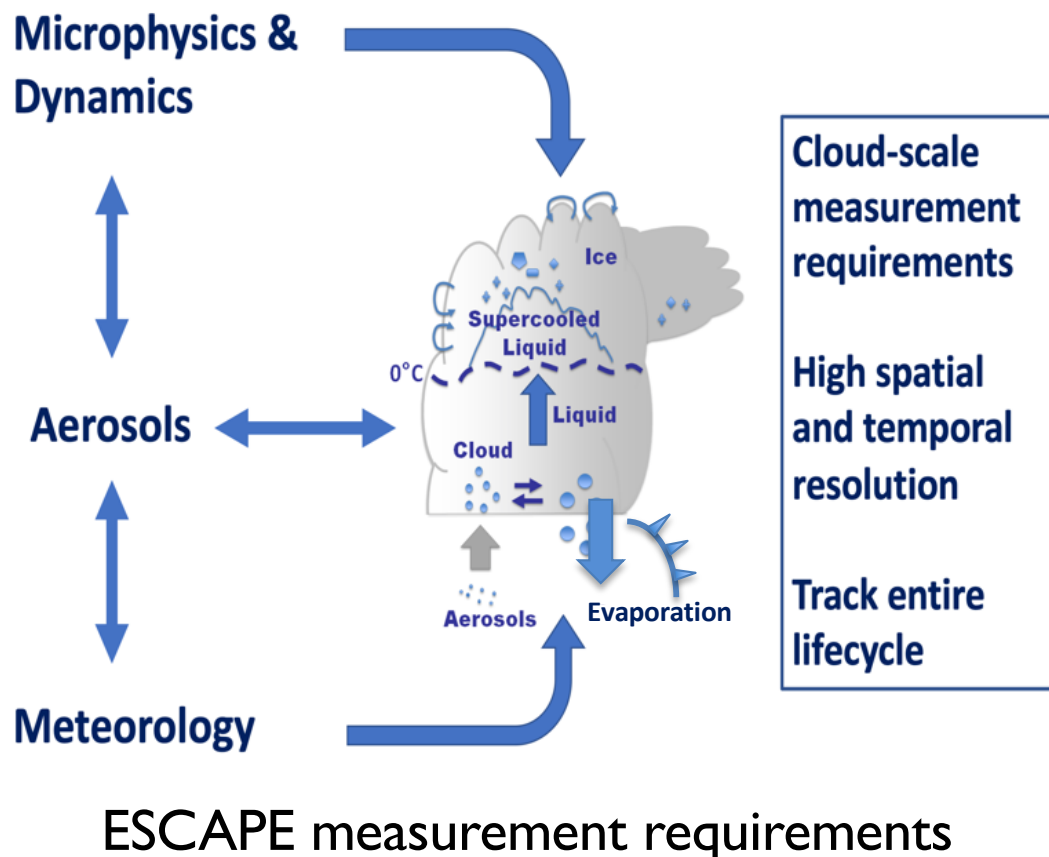 Microphysics &
Dynamics
Aerosols
Meteorology
Ice
Supercooled
Liquid
0°C
Liquid
Cloud
Aerosols
Evaporation
Cloud-scale
measurement
requirements
High spatial
and temporal
resolution
Track entire
lifecycle
ESCAPE measurement requirements